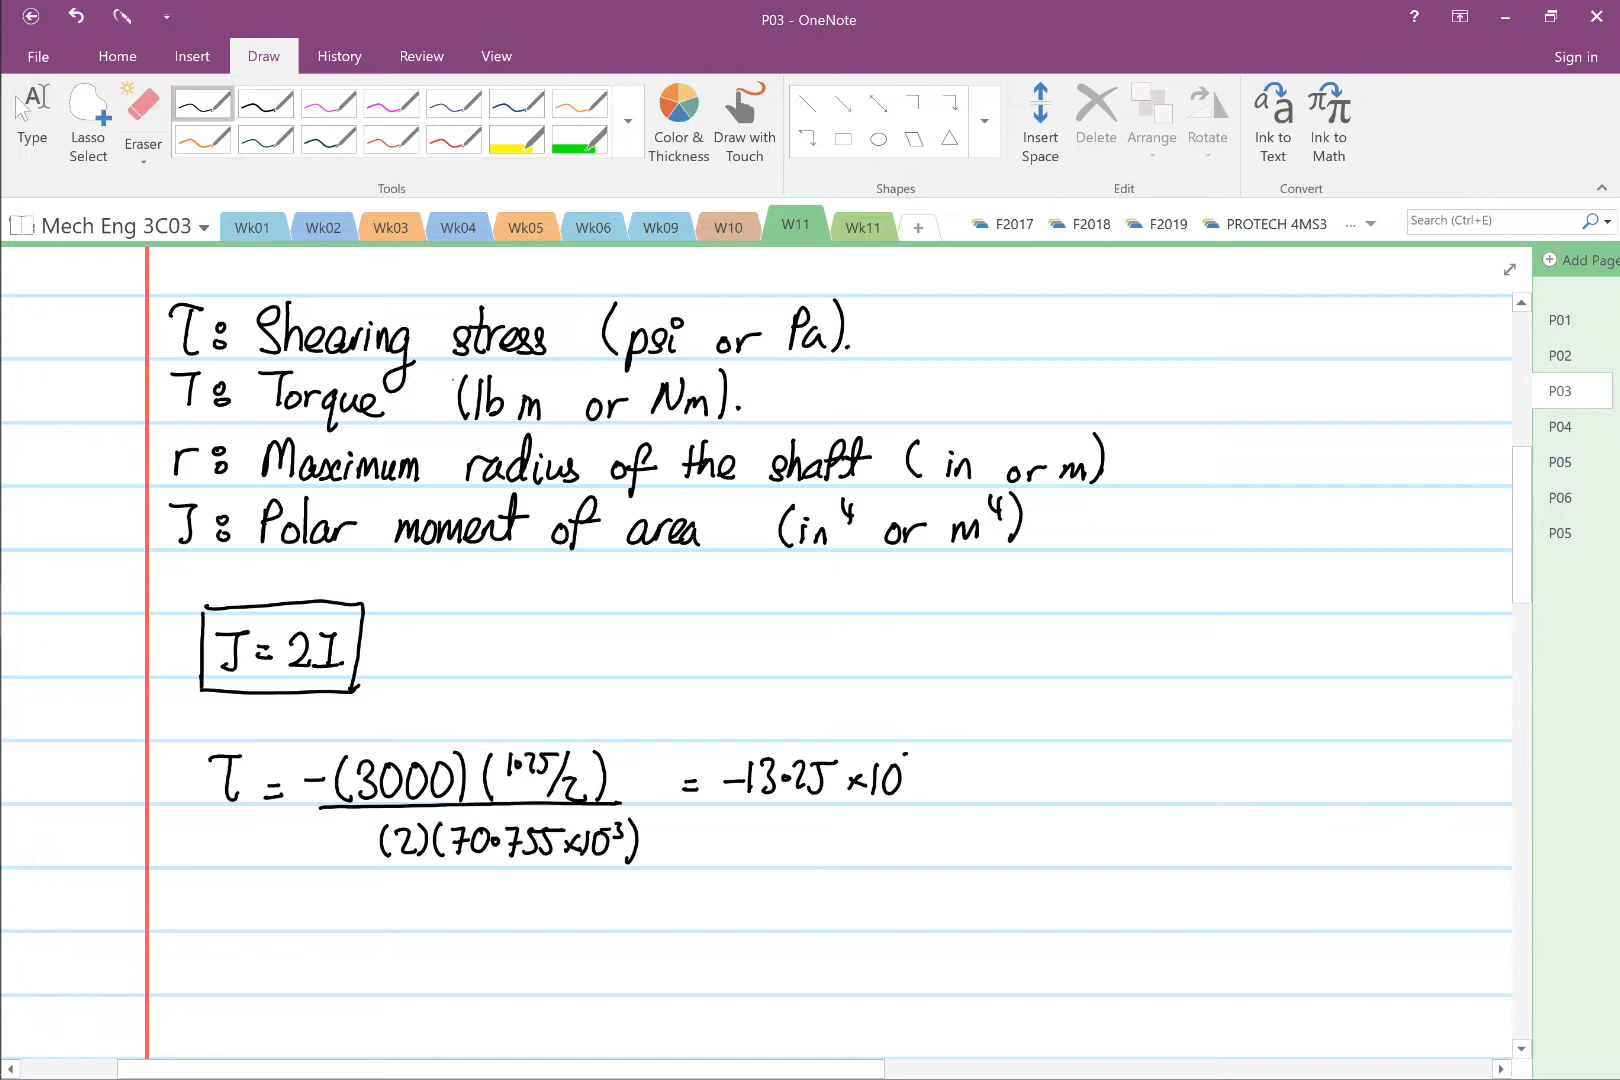 P03 - OneNote
?
File Home Insert Draw History Review View Sign in
Type
Lasso Select
Eraser
Color & Thickness
Draw with Touch
Insert Space
Delete
Arrange
Rotate
Ink to Text
Ink to Math
Tools Shapes Edit Convert
Mech Eng 3C03 Wk01 Wk02 Wk03 Wk04 Wk05 Wk06 Wk09 W10 W11 Wk11 + F2017 F2018 F2019 PROTECH 4MS3 ... Search (Ctrl+E)
Add Page
P01
P02
P03
P04
P05
P06
P05
τ: Shearing stress (psi or Pa).
T: Torque (lb m or Nm).
r: Maximum radius of the shaft (in or m)
J: Polar moment of area (in⁴ or m⁴)
J = 2I
τ = -(3000)(1.25/2) = -13.25 × 10
(2)(70.755×10³)